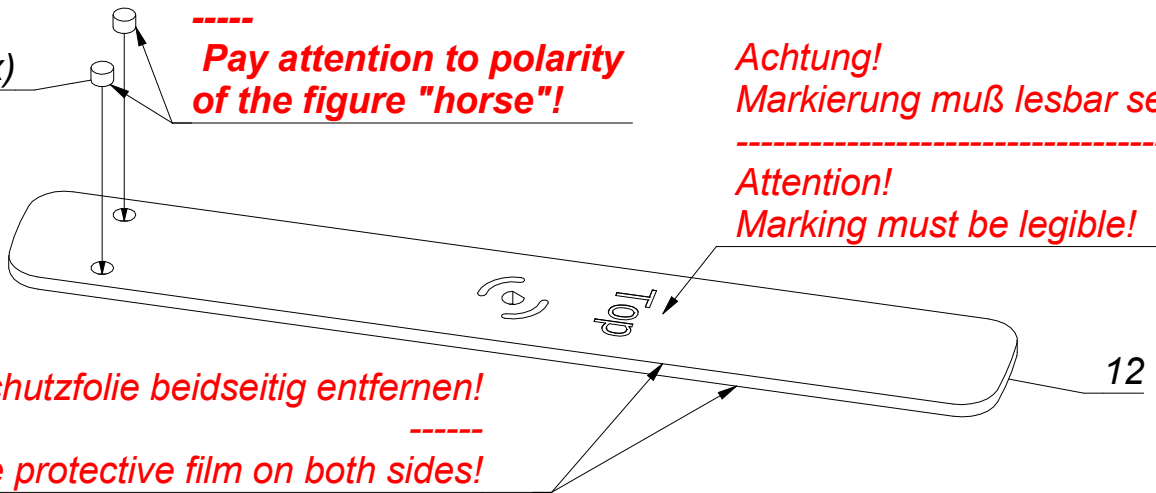 -----
Pay attention to polarity
of the figure "horse"!
x)
Achtung!
Markierung muß lesbar se
-----------------------------------
Attention!
Marking must be legible!
Top
12
chutzfolie beidseitig entfernen!
------
e protective film on both sides!